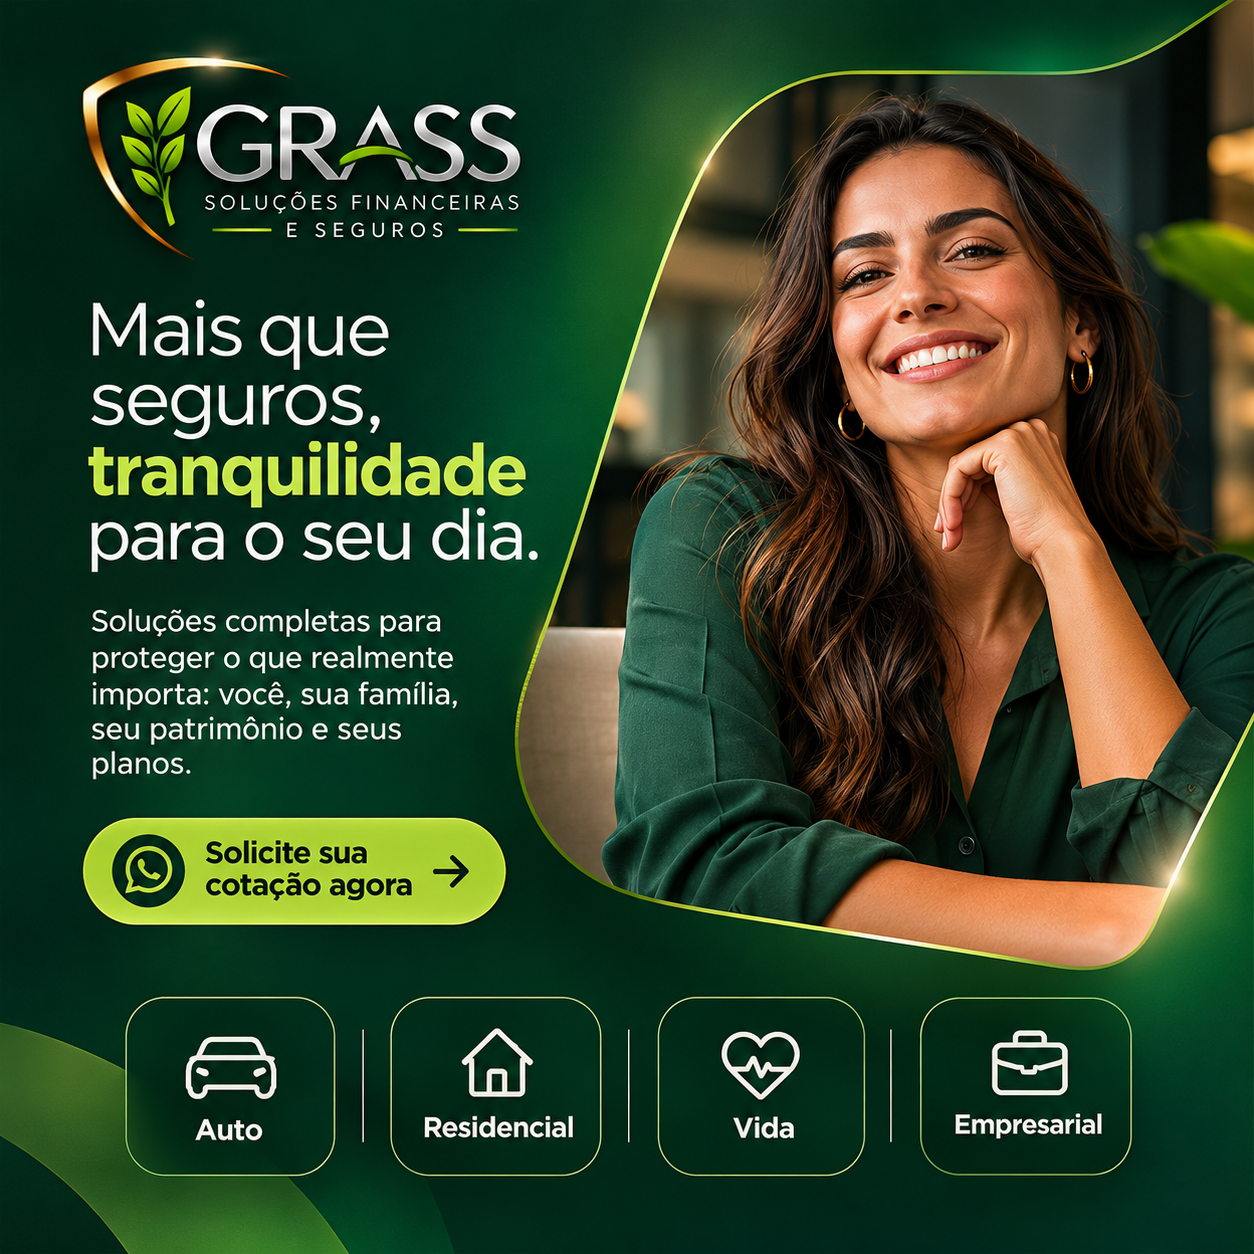 GRASS
SOLUÇÕES FINANCEIRAS
E SEGUROS
Mais que
seguros,
tranquilidade
para o seu dia.
Soluções completas para
proteger o que realmente
importa: você, sua família,
seu patrimônio e seus
planos.
Solicite sua
cotação agora
Auto
Residencial
Vida
Empresarial